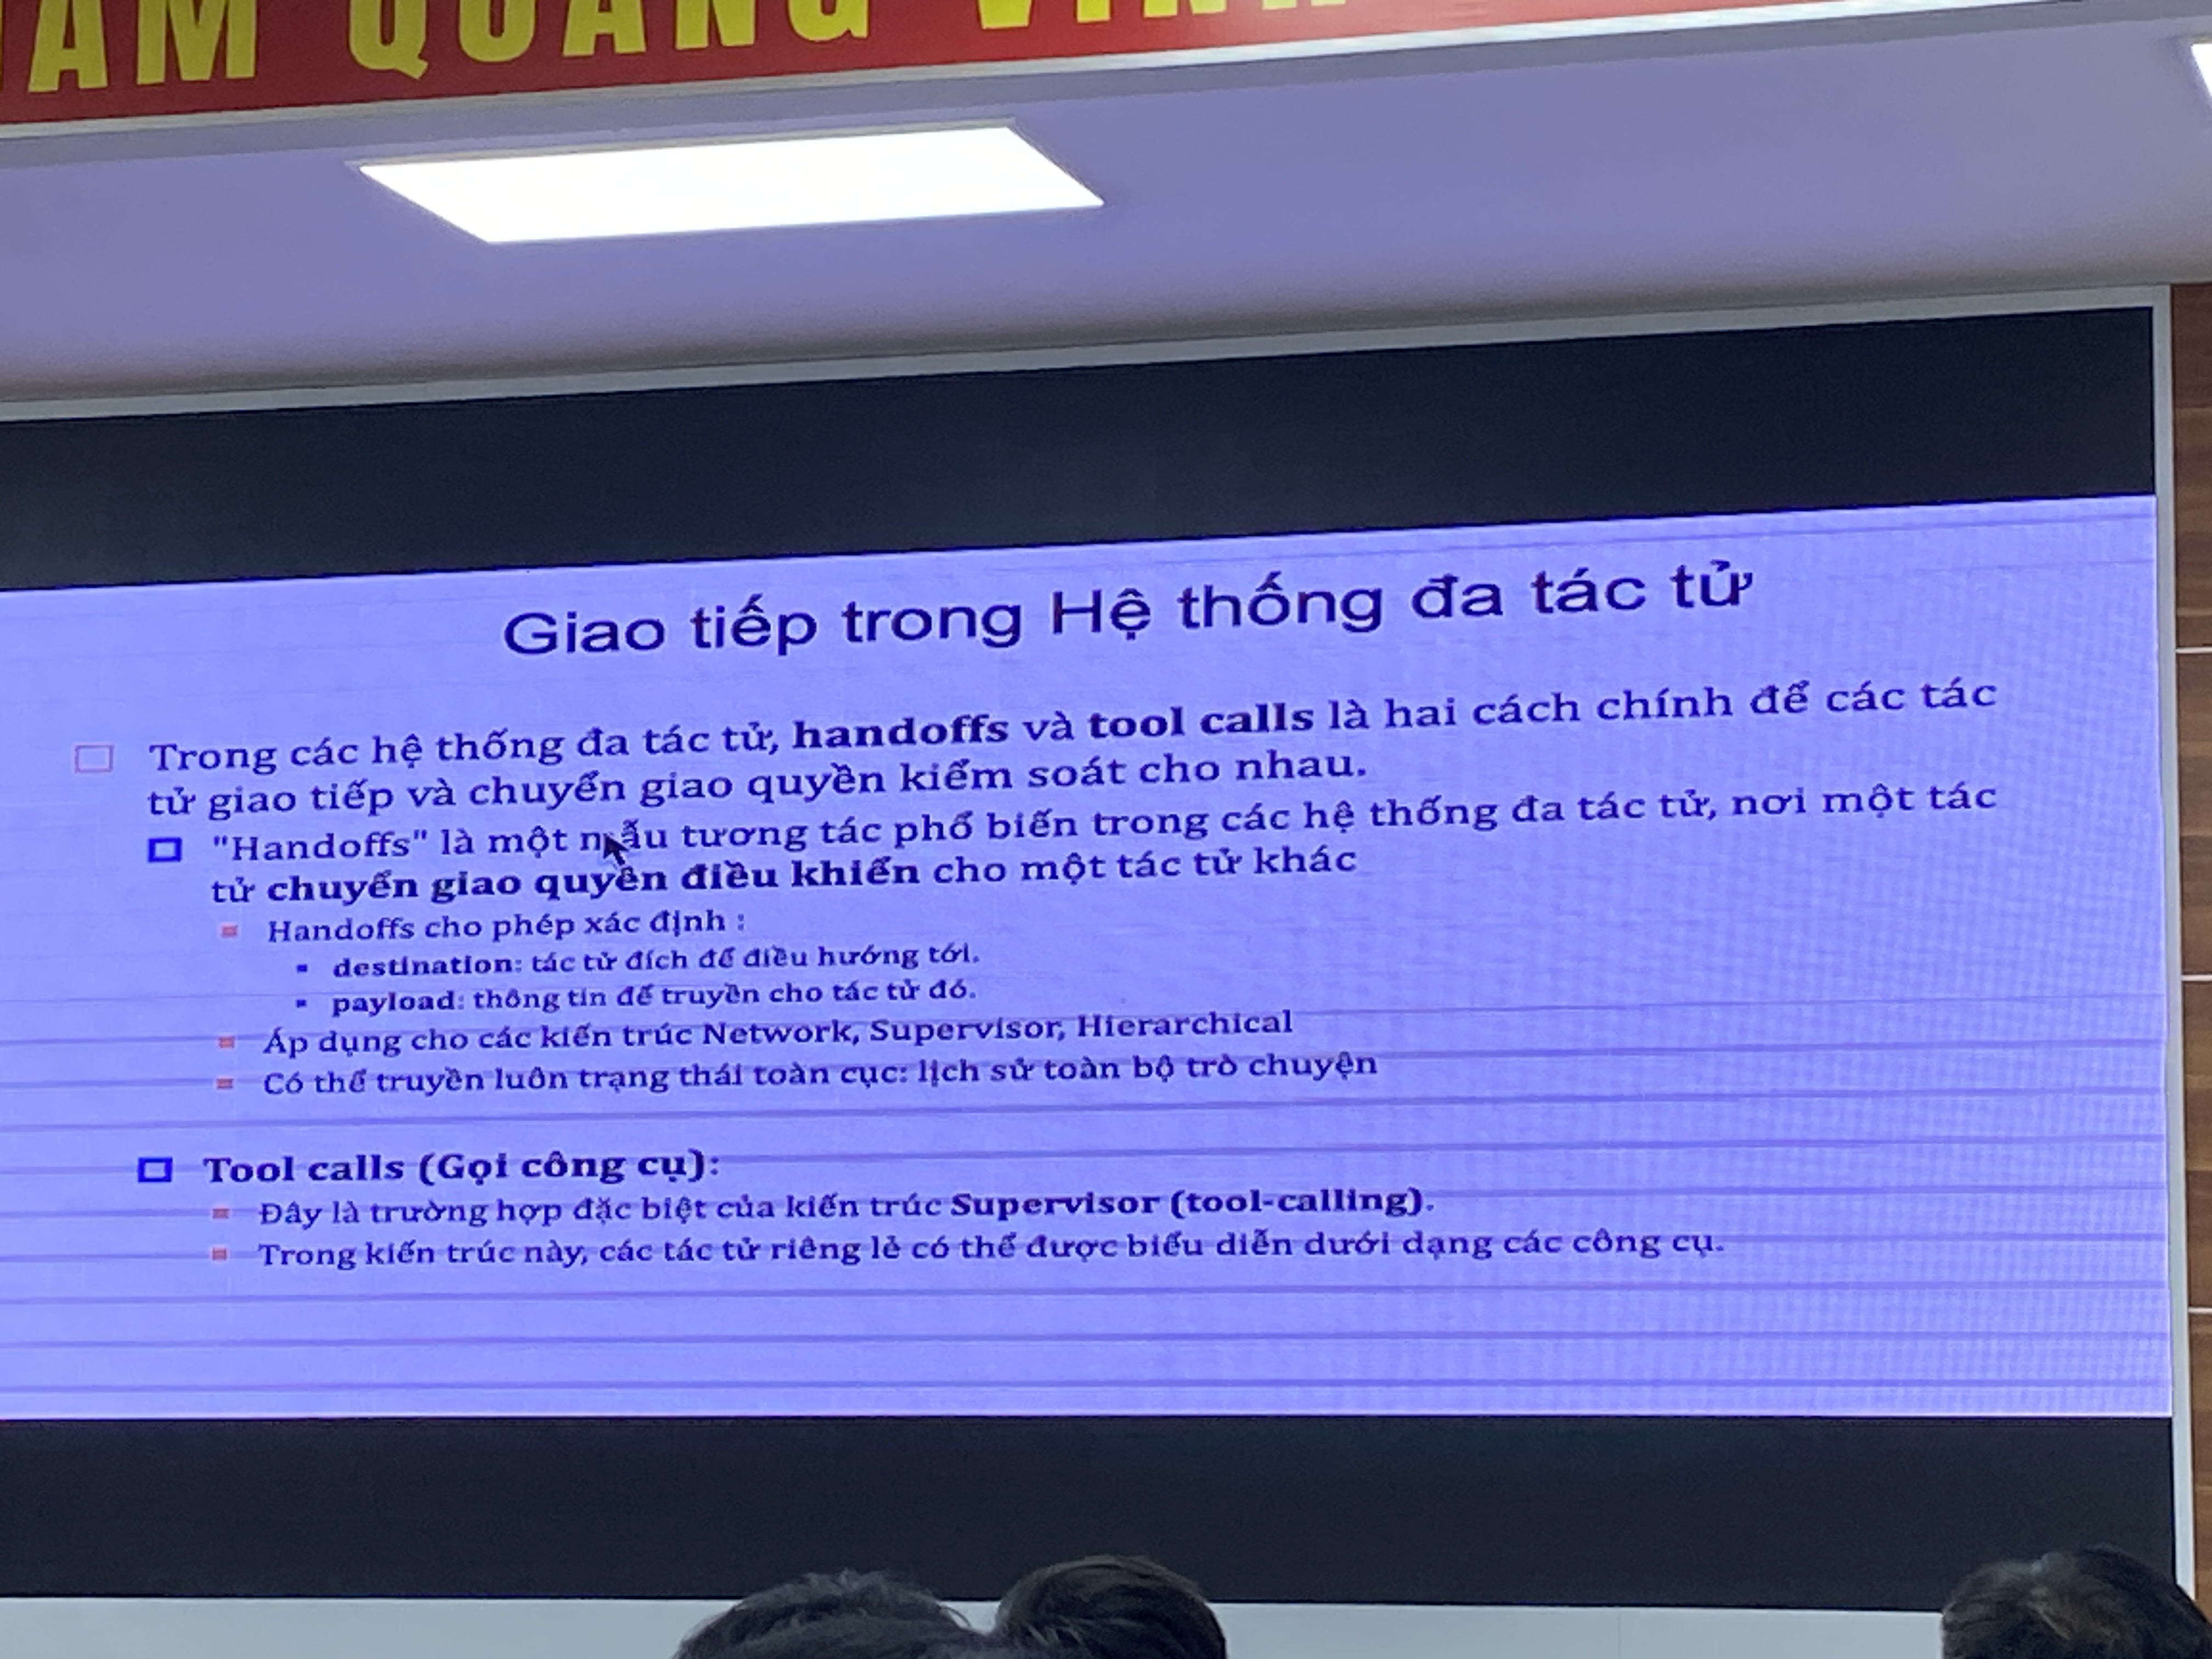 QUANG VINH
Giao tiếp trong Hệ thống đa tác tử
Trong các hệ thống đa tác tử, handoffs và tool calls là hai cách chính để các tác
tử giao tiếp và chuyển giao quyền kiểm soát cho nhau.
"Handoffs" là một mẫu tương tác phổ biến trong các hệ thống đa tác tử, nơi một tác
tử chuyển giao quyền điều khiển cho một tác tử khác
Handoffs cho phép xác định :
destination: tác tử đích để điều hướng tới.
payload: thông tin để truyền cho tác tử đó.
Áp dụng cho các kiến trúc Network, Supervisor, Hierarchical
Có thể truyền luôn trạng thái toàn cục: lịch sử toàn bộ trò chuyện
Tool calls (Gọi công cụ):
Đây là trường hợp đặc biệt của kiến trúc Supervisor (tool-calling).
Trong kiến trúc này, các tác tử riêng lẻ có thể được biểu diễn dưới dạng các công cụ.